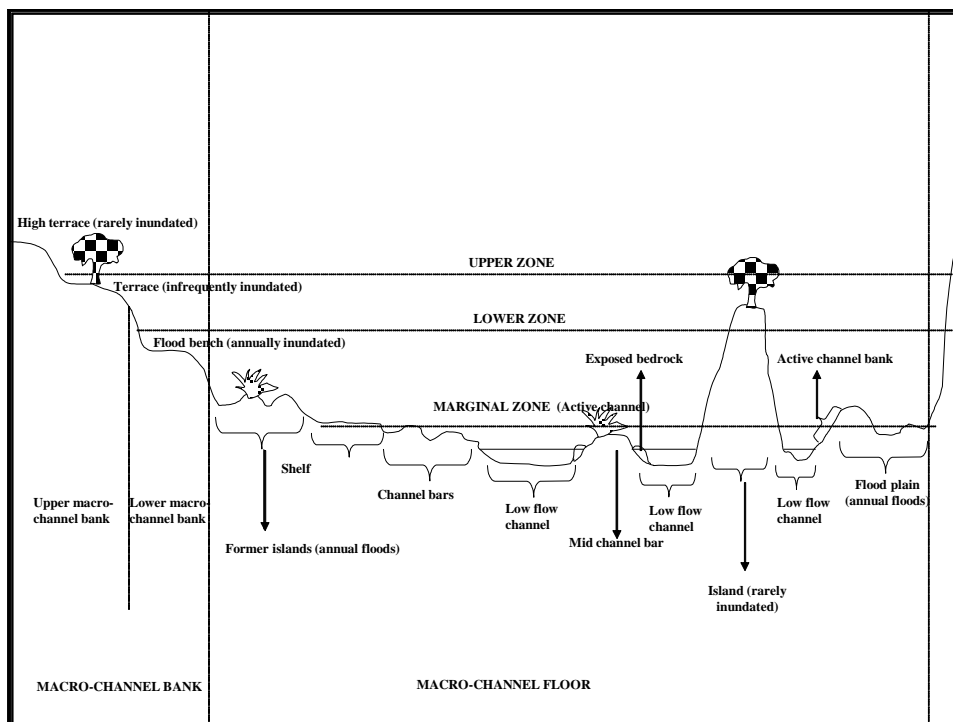 High terrace (rarely inundated)
UPPER ZONE
Terrace (infrequently inundated)
LOWER ZONE
Flood bench (annually inundated)
Exposed bedrock
Active channel bank
MARGINAL ZONE (Active channel)
Shelf
Channel bars
Low flow
channel
Low flow
channel
Low flow
channel
Flood plain
(annual floods)
Upper macro-
channel bank
Lower macro-
channel bank
Former islands (annual floods)
Mid channel bar
Island (rarely
inundated)
MACRO-CHANNEL BANK
MACRO-CHANNEL FLOOR